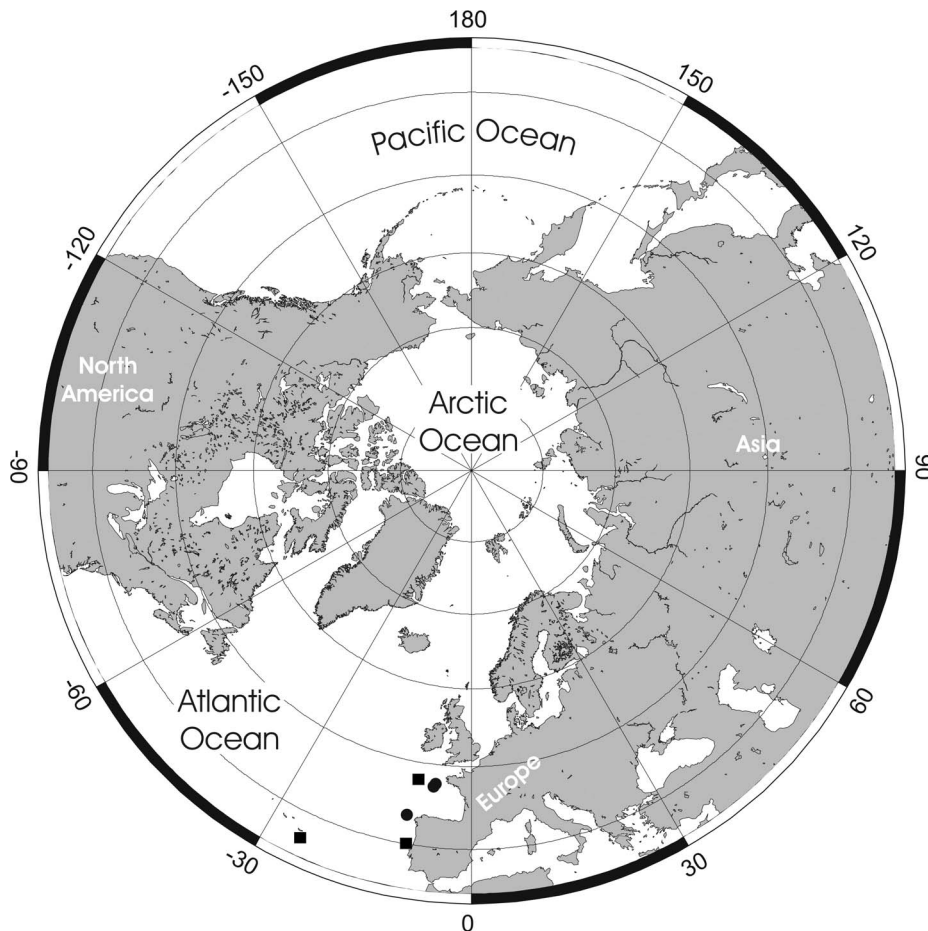 180
-150
150
Pacific Ocean
-120
120
North
America
Arctic
Ocean
Asia
-90
90
-60
60
Atlantic
Ocean
Europe
-30
30
0